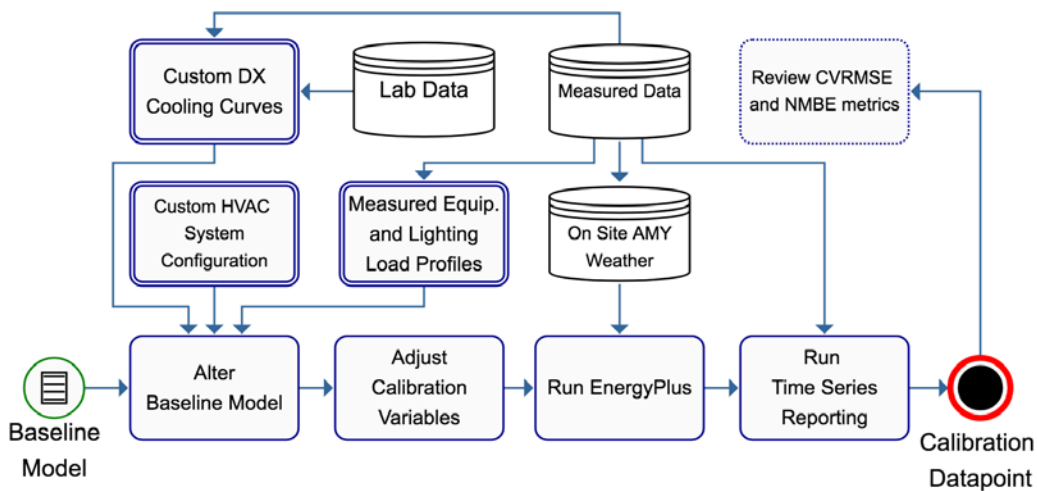 Custom DX
Cooling Curves
Lab Data
Measured Data
Review CVRMSE
and NMBE metrics
Custom HVAC
System
Configuration
Measured Equip.
and Lighting
Load Profiles
On Site AMY
Weather
Baseline
Model
Alter
Baseline Model
Adjust
Calibration
Variables
Run EnergyPlus
Run
Time Series
Reporting
Calibration
Datapoint